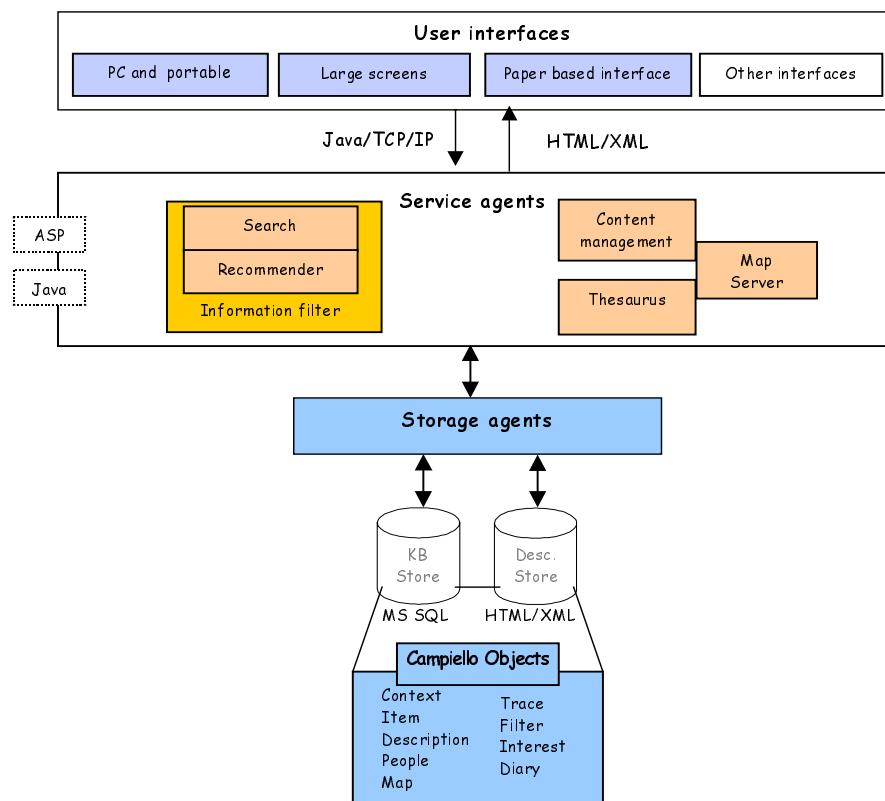 User interfaces
PC and portable
Large screens
Paper based interface
Other interfaces
Java/TCP/IP
HTML/XML
Service agents
ASP
Java
Search
Recommender
Information filter
Content
management
Map
Server
Thesaurus
Storage agents
KB
Store
Desc.
Store
MS SQL
HTML/XML
Campiello Objects
Context
Item
Description
People
Map
Trace
Filter
Interest
Diary